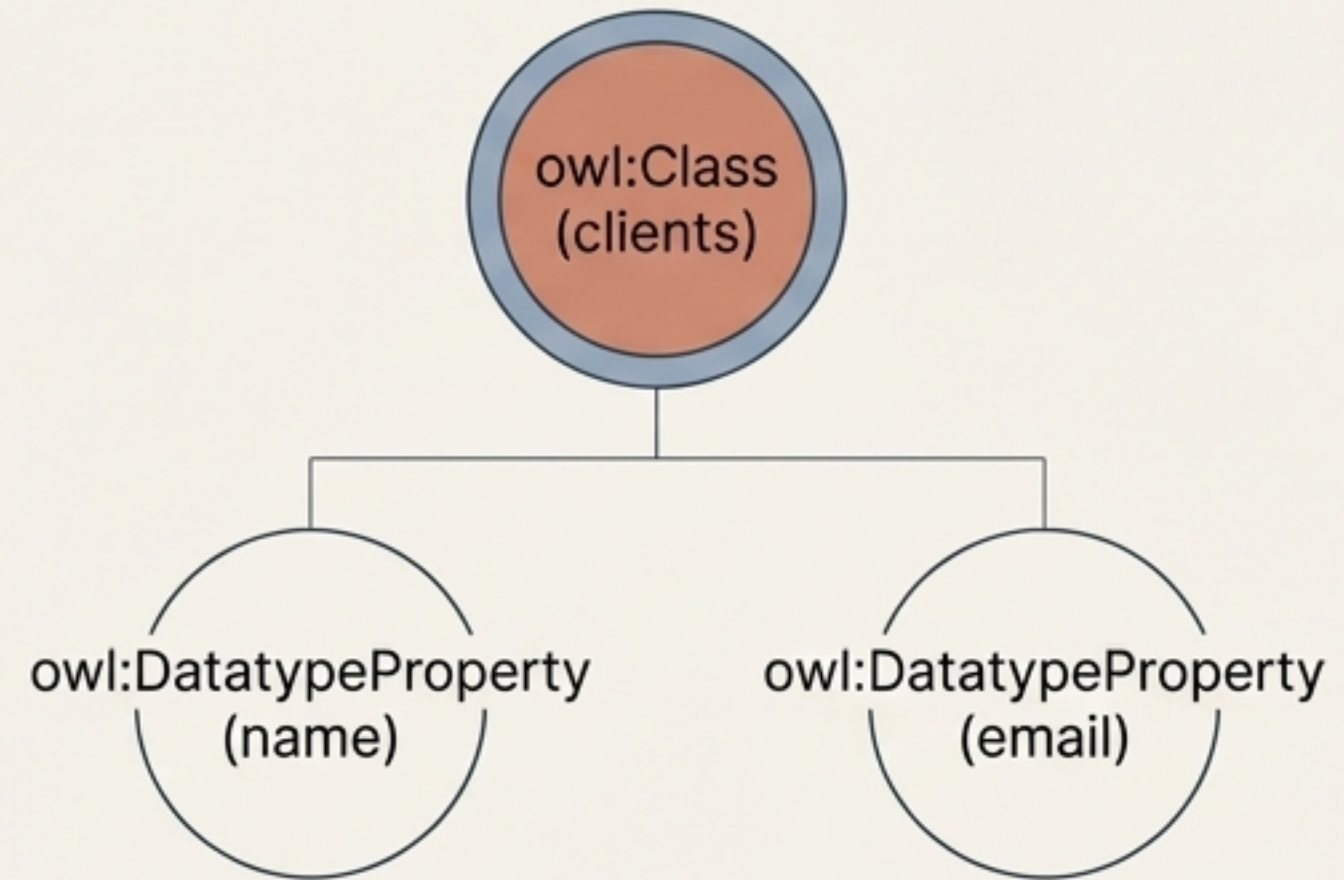 owl:Class
(clients)
owl:DatatypeProperty
(name)
owl:DatatypeProperty
(email)